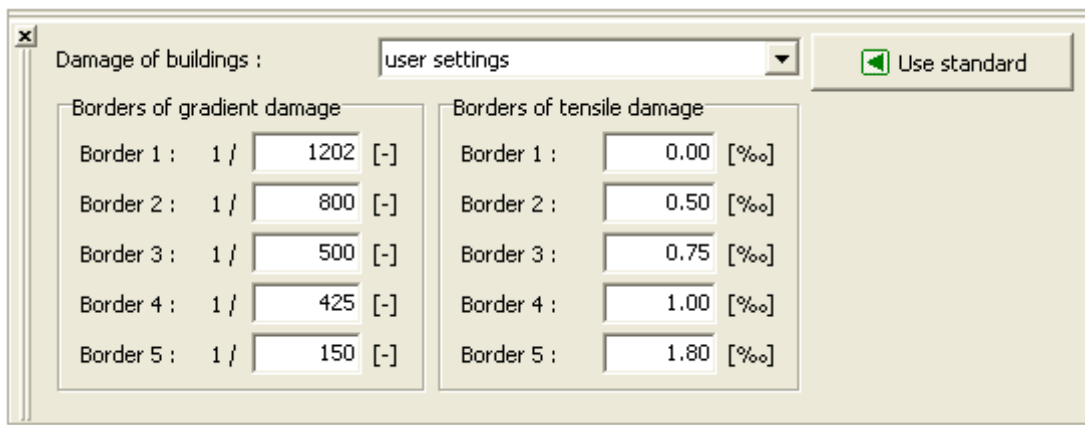 Damage of buildings : user settings Use standard
Borders of gradient damage Borders of tensile damage
Border 1 : 1 / 1202 [-] Border 1 : 0.00 [‰]
Border 2 : 1 / 800 [-] Border 2 : 0.50 [‰]
Border 3 : 1 / 500 [-] Border 3 : 0.75 [‰]
Border 4 : 1 / 425 [-] Border 4 : 1.00 [‰]
Border 5 : 1 / 150 [-] Border 5 : 1.80 [‰]